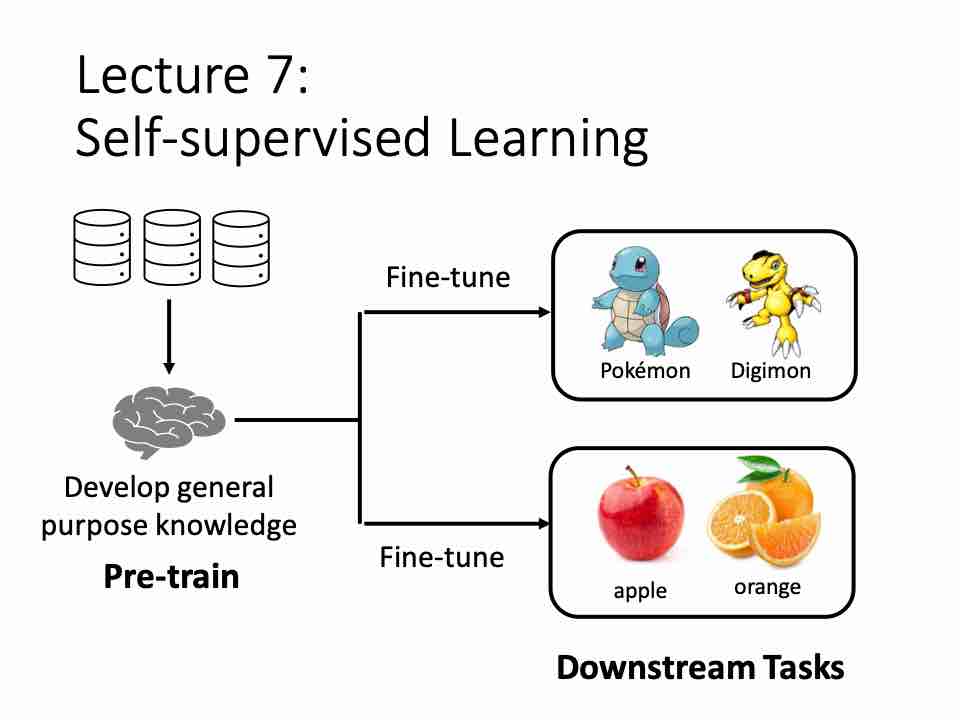 Lecture 7:
Self-supervised Learning
Fine-tune
Pokémon
Digimon
Develop general
purpose knowledge
Pre-train
Fine-tune
apple
orange
Downstream Tasks